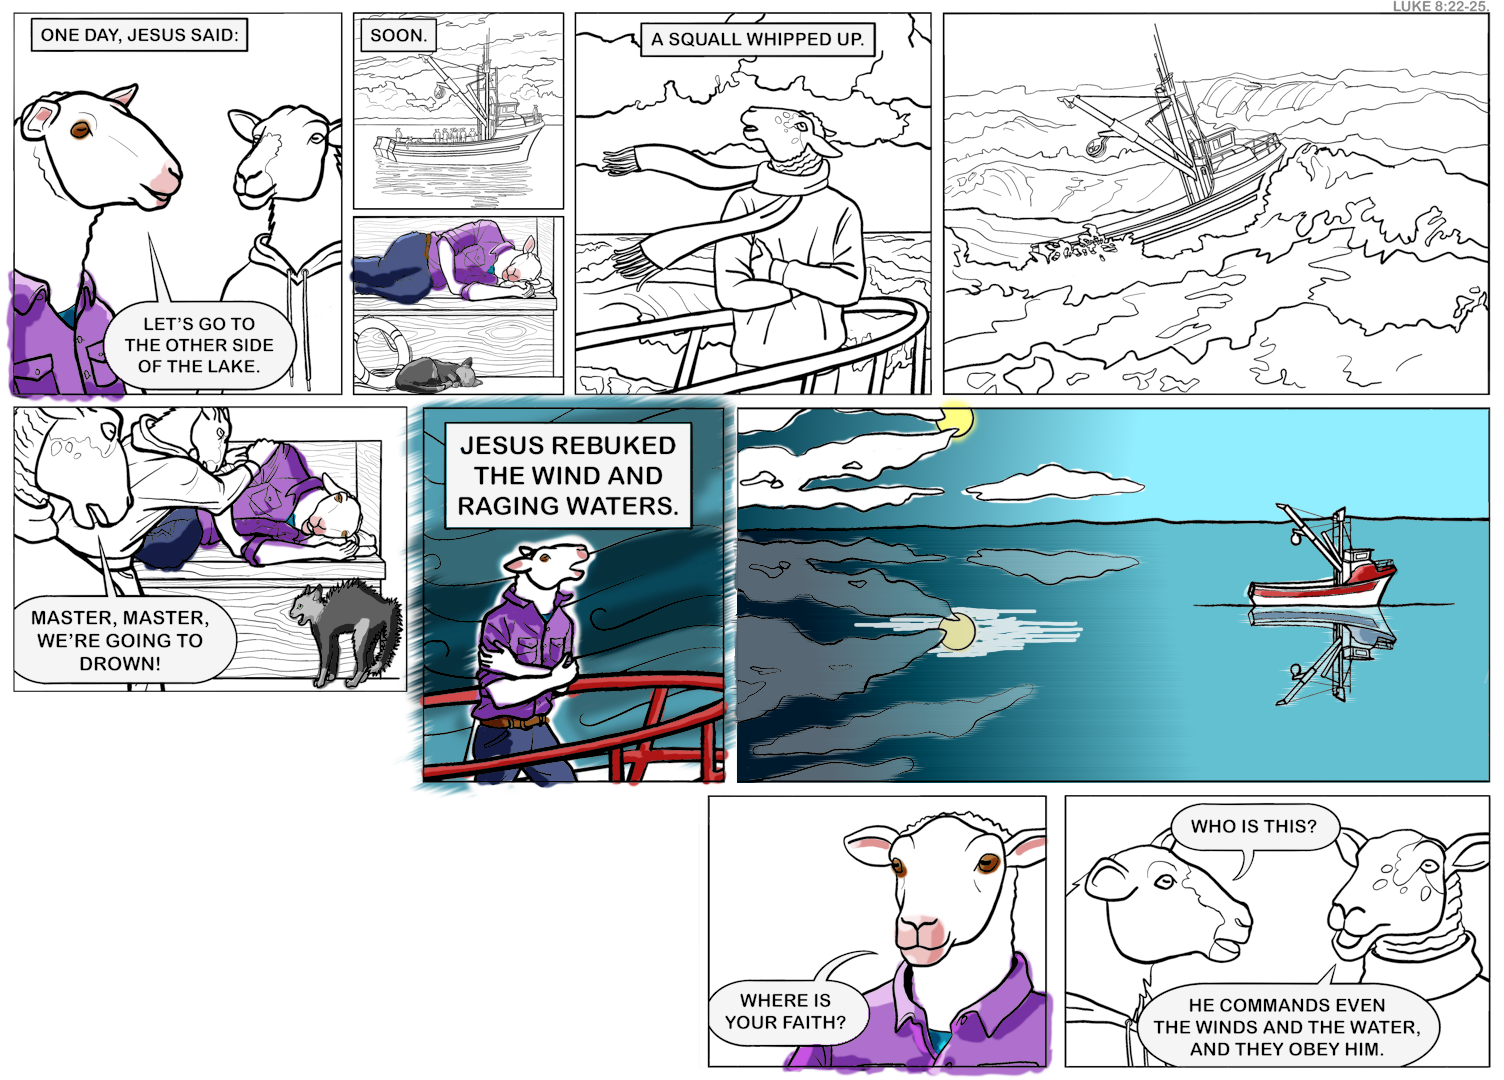 LUKE 8:22-25.
ONE DAY, JESUS SAID:
LET'S GO TO
THE OTHER SIDE
OF THE LAKE.
SOON.
A SQUALL WHIPPED UP.
MASTER, MASTER,
WE'RE GOING TO
DROWN!
JESUS REBUKED
THE WIND AND
RAGING WATERS.
WHERE IS
YOUR FAITH?
WHO IS THIS?
HE COMMANDS EVEN
THE WINDS AND THE WATER,
AND THEY OBEY HIM.